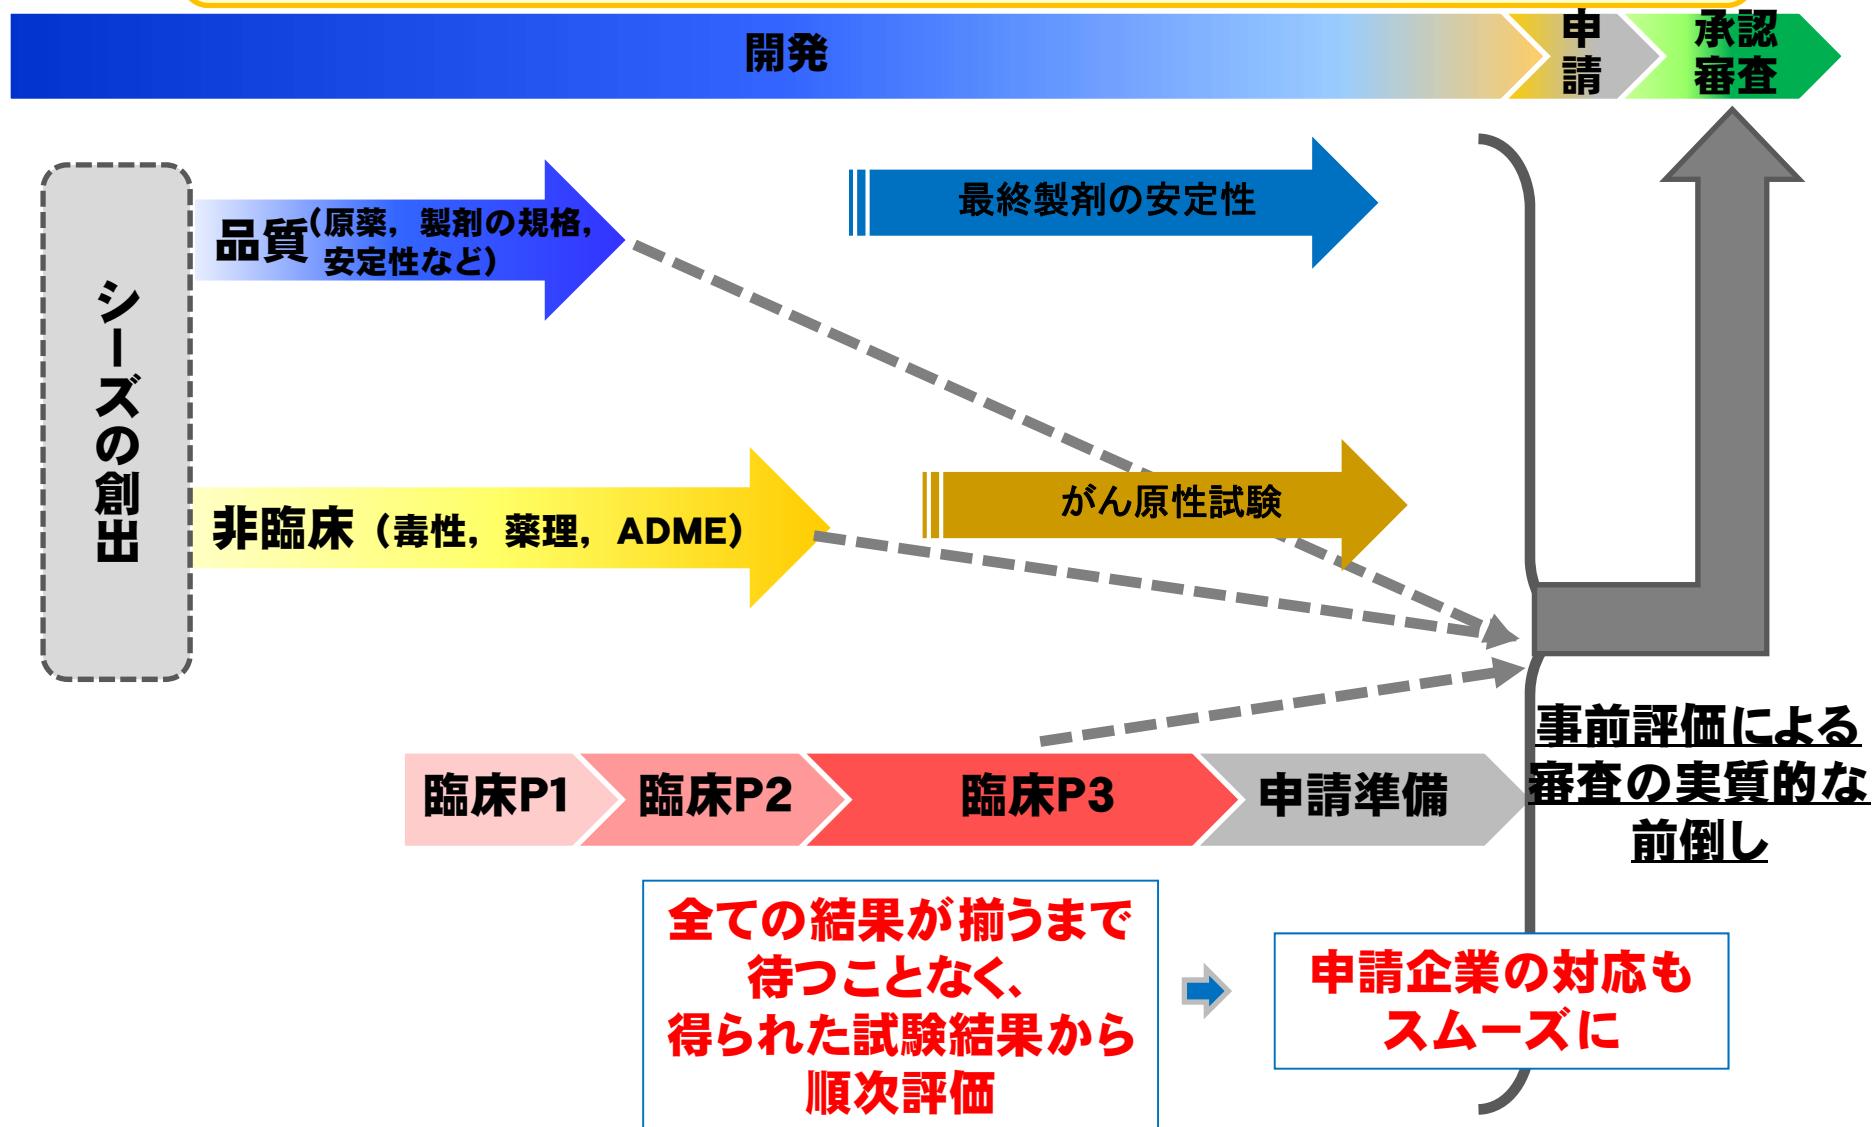 開発
申
請
承認
審査
シーズの創出
品質(原薬，製剤の規格，
安定性など)
最終製剤の安定性
非臨床（毒性，薬理，ADME)
がん原性試験
臨床P1
臨床P2
臨床P3
申請準備
事前評価による
審査の実質的な
前倒し
全ての結果が揃うまで
待つことなく、
得られた試験結果から
順次評価
申請企業の対応も
スムーズに